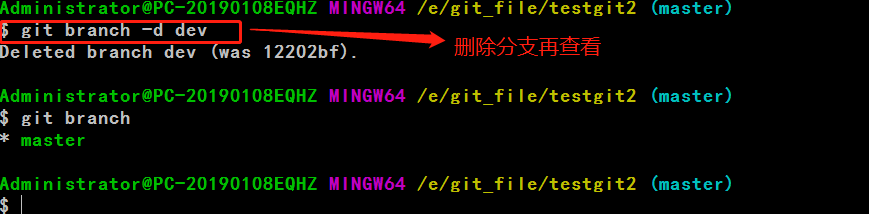 Administrator@PC-20190108EQHZ MINGW64 /e/git_file/testgit2 (master)
$ git branch -d dev
Deleted branch dev (was 12202bf).
删除分支再查看
Administrator@PC-20190108EQHZ MINGW64 /e/git_file/testgit2 (master)
$ git branch
* master
Administrator@PC-20190108EQHZ MINGW64 /e/git_file/testgit2 (master)
$